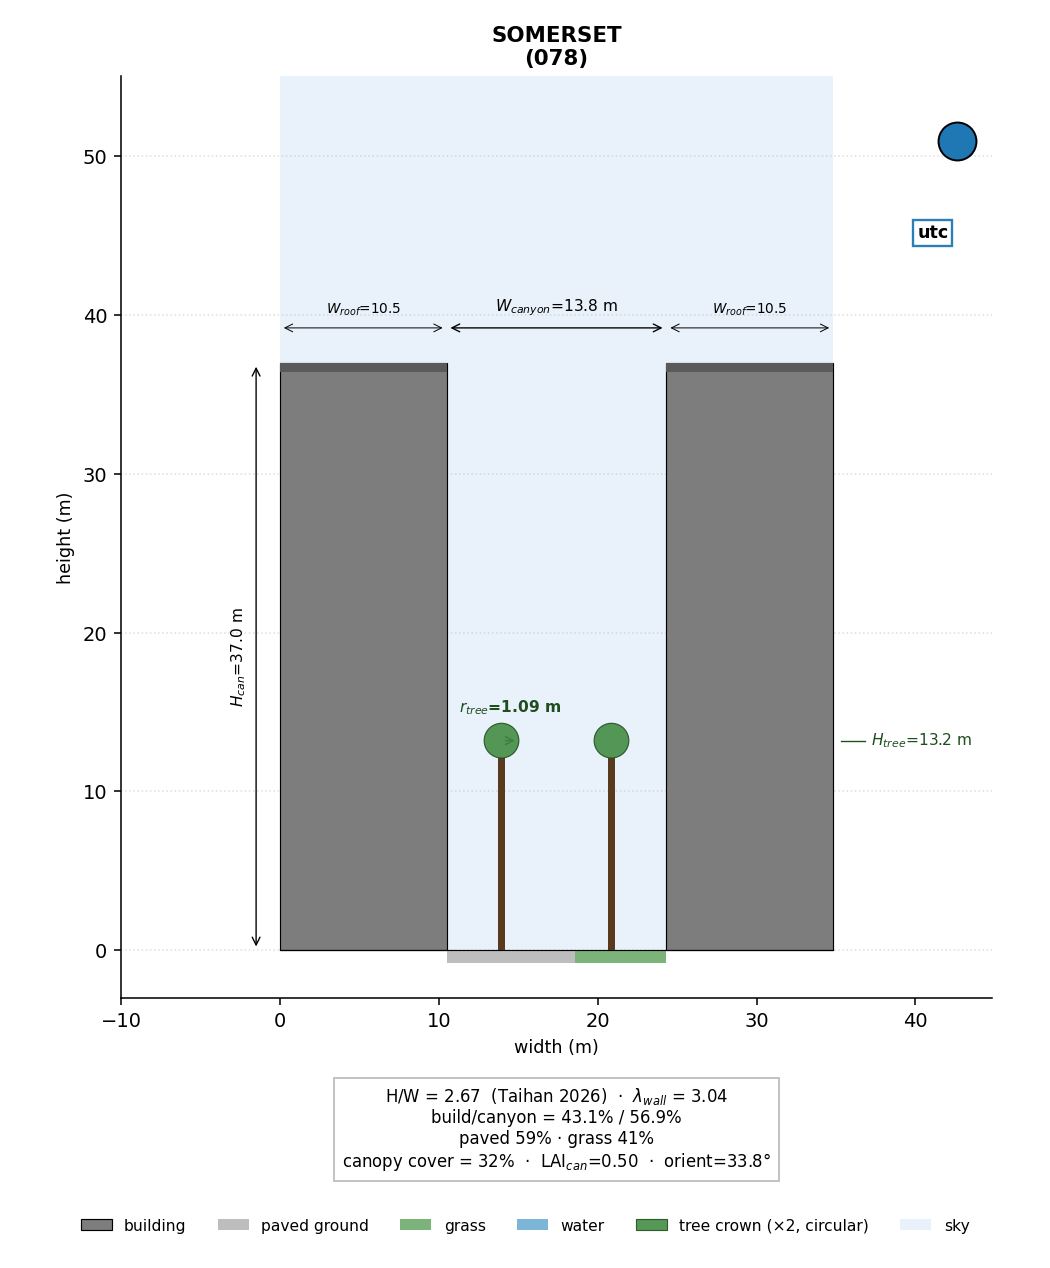 SOMERSET
(078)
50
utc
W_roof=10.5
W_canyon=13.8 m
W_roof=10.5
40
30
height (m)
20
H_can=37.0 m
r_tree=1.09 m
H_tree=13.2 m
10
0
−10
0
10
20
30
40
width (m)
H/W = 2.67 (Taihan 2026) · λ_wall = 3.04
build/canyon = 43.1% / 56.9%
paved 59% · grass 41%
canopy cover = 32% · LAI_can=0.50 · orient=33.8°
building
paved ground
grass
water
tree crown (×2, circular)
sky